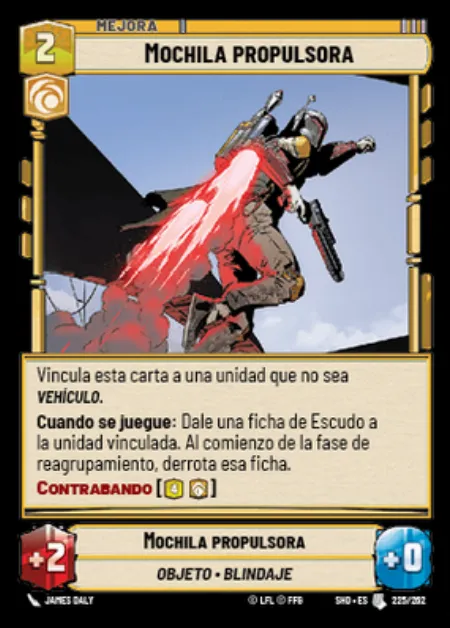 MEJORA
2
MOCHILA PROPULSORA
Vincula esta carta a una unidad que no sea
VEHÍCULO.
Cuando se juegue: Dale una ficha de Escudo a
la unidad vinculada. Al comienzo de la fase de
reagrupamiento, derrota esa ficha.
CONTRABANDO [4]
+2
MOCHILA PROPULSORA
+0
OBJETO • BLINDAJE
JAMES DALY
© LFL © FFG
SHD • ES
225/262